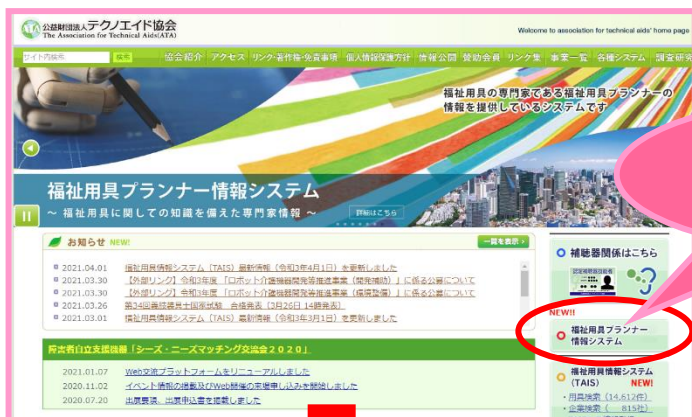 公益財団法人テクノエイド協会
The Association for Technical Aids(ATA)
Welcome to association for technical aids' home page
サイト内検索
検索
協会紹介 アクセス リンク・著作権・免責事項 個人情報保護方針 情報公開 賛助会員 リンク集 事業一覧 各種システム 調査研究
福祉用具の専門家である福祉用具プランナーの
情報を提供しているシステムです
福祉用具プランナー情報システム
～ 福祉用具に関しての知識を備えた専門家情報 ～
詳細はこちら
お知らせ NEW!
一覧を表示
2021.04.01 福祉用具情報システム（TAIS）最新情報（令和3年4月1日）を更新しました
2021.03.30 【外部リンク】令和3年度「ロボット介護機器開発等推進事業（開発補助）」に係る公募について
2021.03.30 【外部リンク】令和3年度「ロボット介護機器開発等推進事業（環境整備）」に係る公募について
2021.03.26 第34回義肢装具士国家試験 合格発表（3月26日 14時発表）
2021.03.01 福祉用具情報システム（TAIS）最新情報（令和3年3月1日）を更新しました
障害者自立支援機器「シーズ・ニーズマッチング交流会２０２０」
2021.01.07 Web交流プラットフォームをリニューアルしました
2020.11.02 イベント情報の掲載及びWeb開催の来場申し込みを開始しました
2020.07.20 出展要項、出展申込書を掲載しました
補聴器関係はこちら
NEW!!
福祉用具プランナー
情報システム
福祉用具情報システム
（TAIS） NEW!
・用具検索（14,612件）
・企業検索（ 815社）